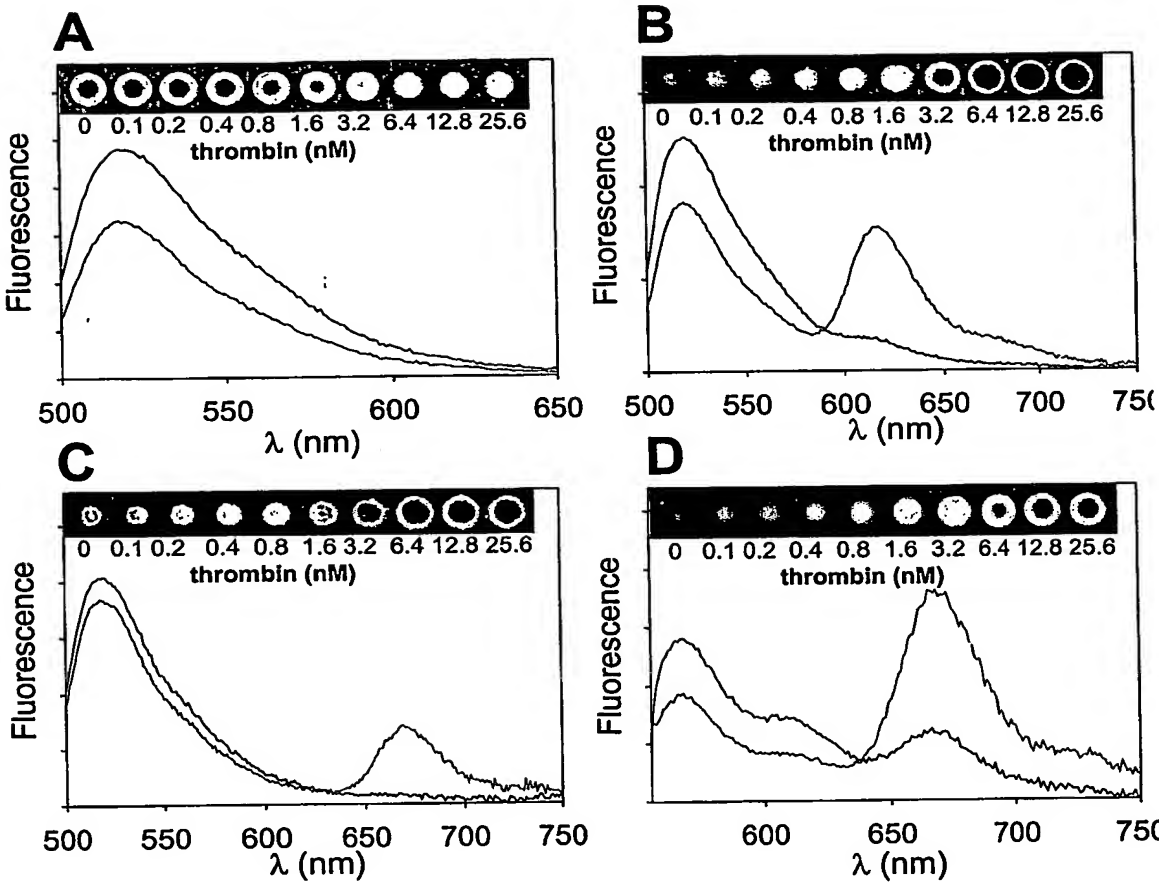 A
0 0.1 0.2 0.4 0.8 1.6 3.2 6.4 12.8 25.6
thrombin (nM)
Fluorescence
500 550 600 650
λ (nm)
B
0 0.1 0.2 0.4 0.8 1.6 3.2 6.4 12.8 25.6
thrombin (nM)
Fluorescence
500 550 600 650 700 750
λ (nm)
C
0 0.1 0.2 0.4 0.8 1.6 3.2 6.4 12.8 25.6
thrombin (nM)
Fluorescence
500 550 600 650 700 750
λ (nm)
D
0 0.1 0.2 0.4 0.8 1.6 3.2 6.4 12.8 25.6
thrombin (nM)
Fluorescence
600 650 700 750
λ (nm)